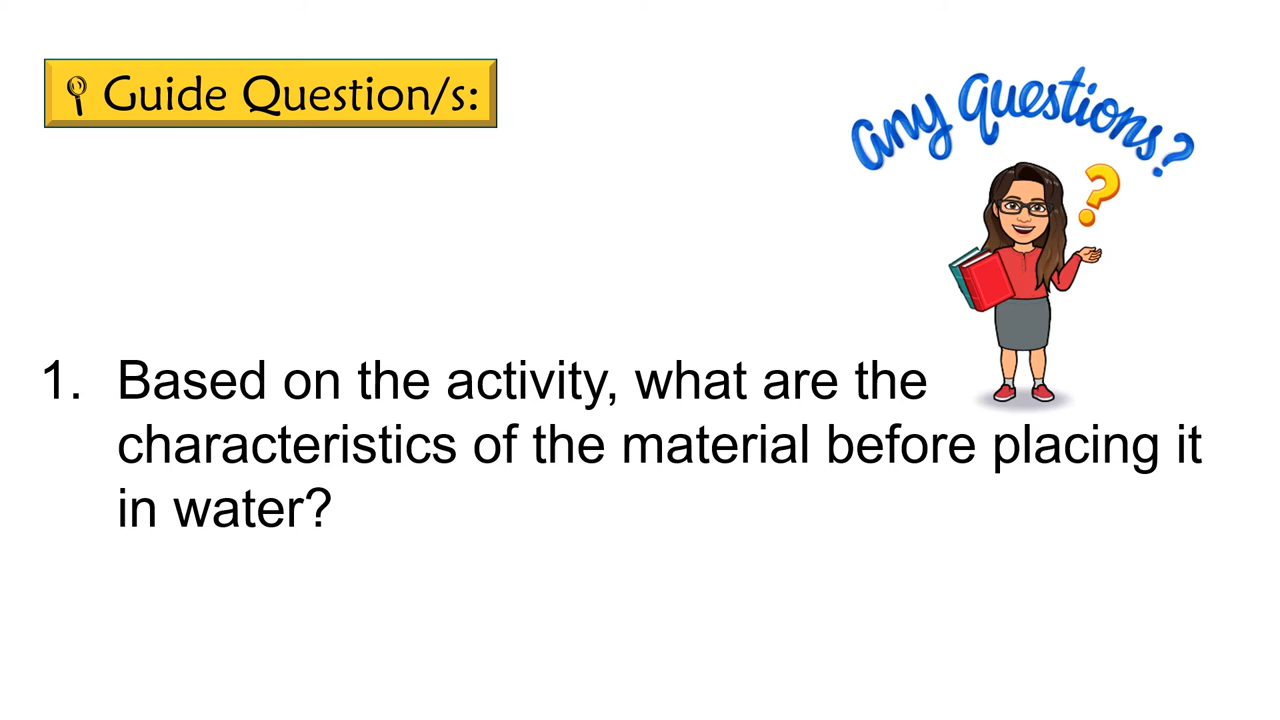 Guide Question/s:
any questions?
?
1. Based on the activity, what are the
characteristics of the material before placing it
in water?